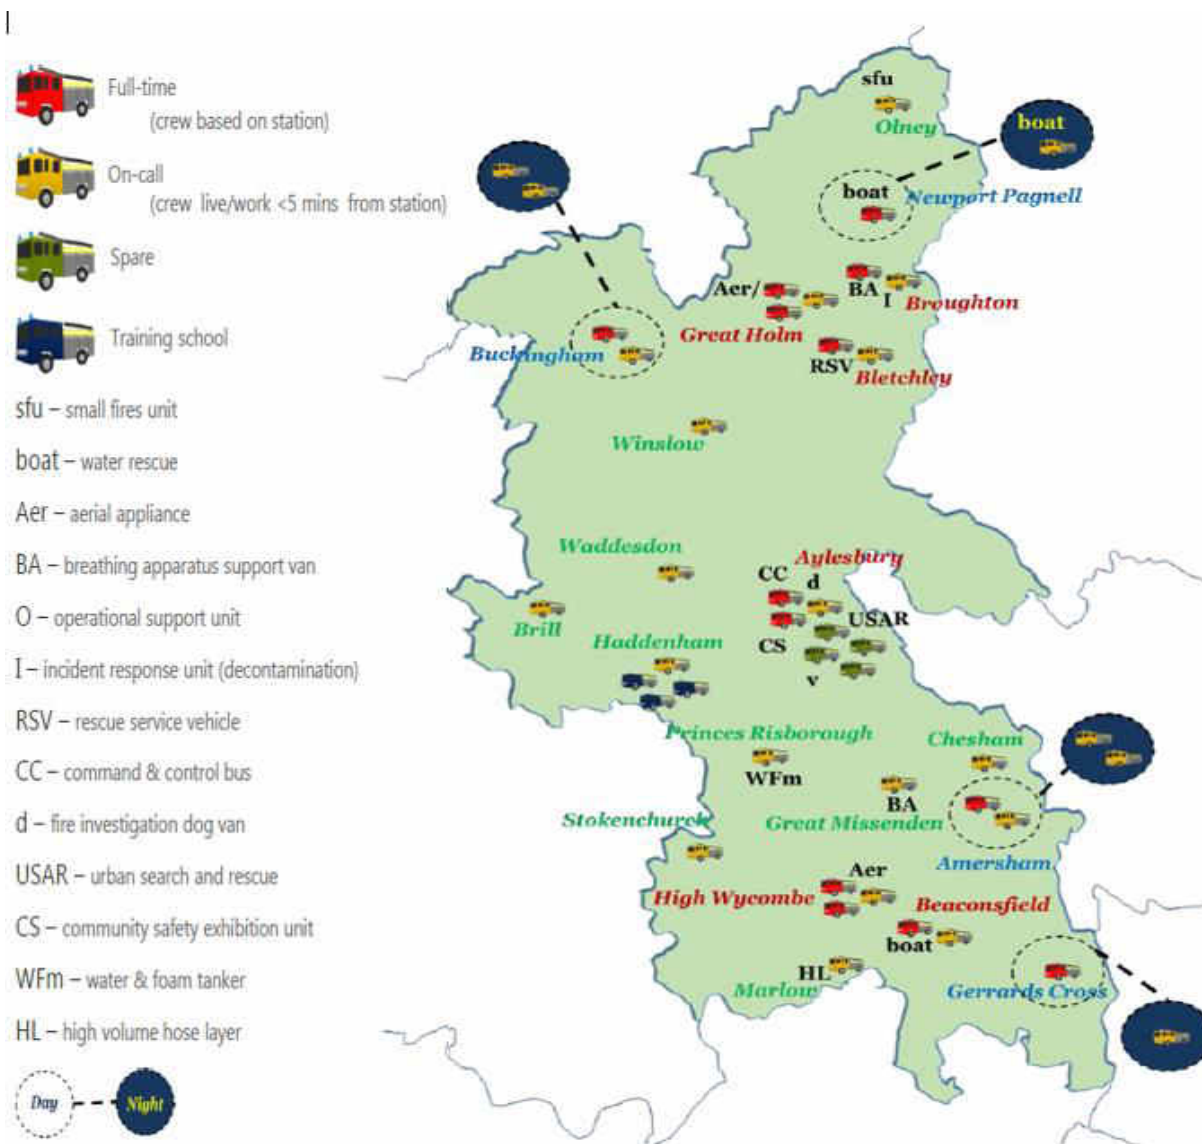 Full-time
(crew based on station)
On-call
(crew live/work <5 mins from station)
Spare
Training school
sfu – small fires unit
boat – water rescue
Aer – aerial appliance
BA – breathing apparatus support van
O – operational support unit
I – incident response unit (decontamination)
RSV – rescue service vehicle
CC – command & control bus
d – fire investigation dog van
USAR – urban search and rescue
CS – community safety exhibition unit
WFm – water & foam tanker
HL – high volume hose layer
Day
Night
sfu
Olney
boat
boat
Newport Pagnell
Aer/
BA
I
Broughton
Great Holm
Buckingham
RSV
Bletchley
Winslow
Waddesdon
Aylesbury
CC
d
Brill
USAR
Haddenham
CS
v
Princes Risborough
Chesham
WFm
BA
Stokenchurch
Great Missenden
Amersham
Aer
High Wycombe
Beaconsfield
boat
HL
Marlow
Gerrards Cross